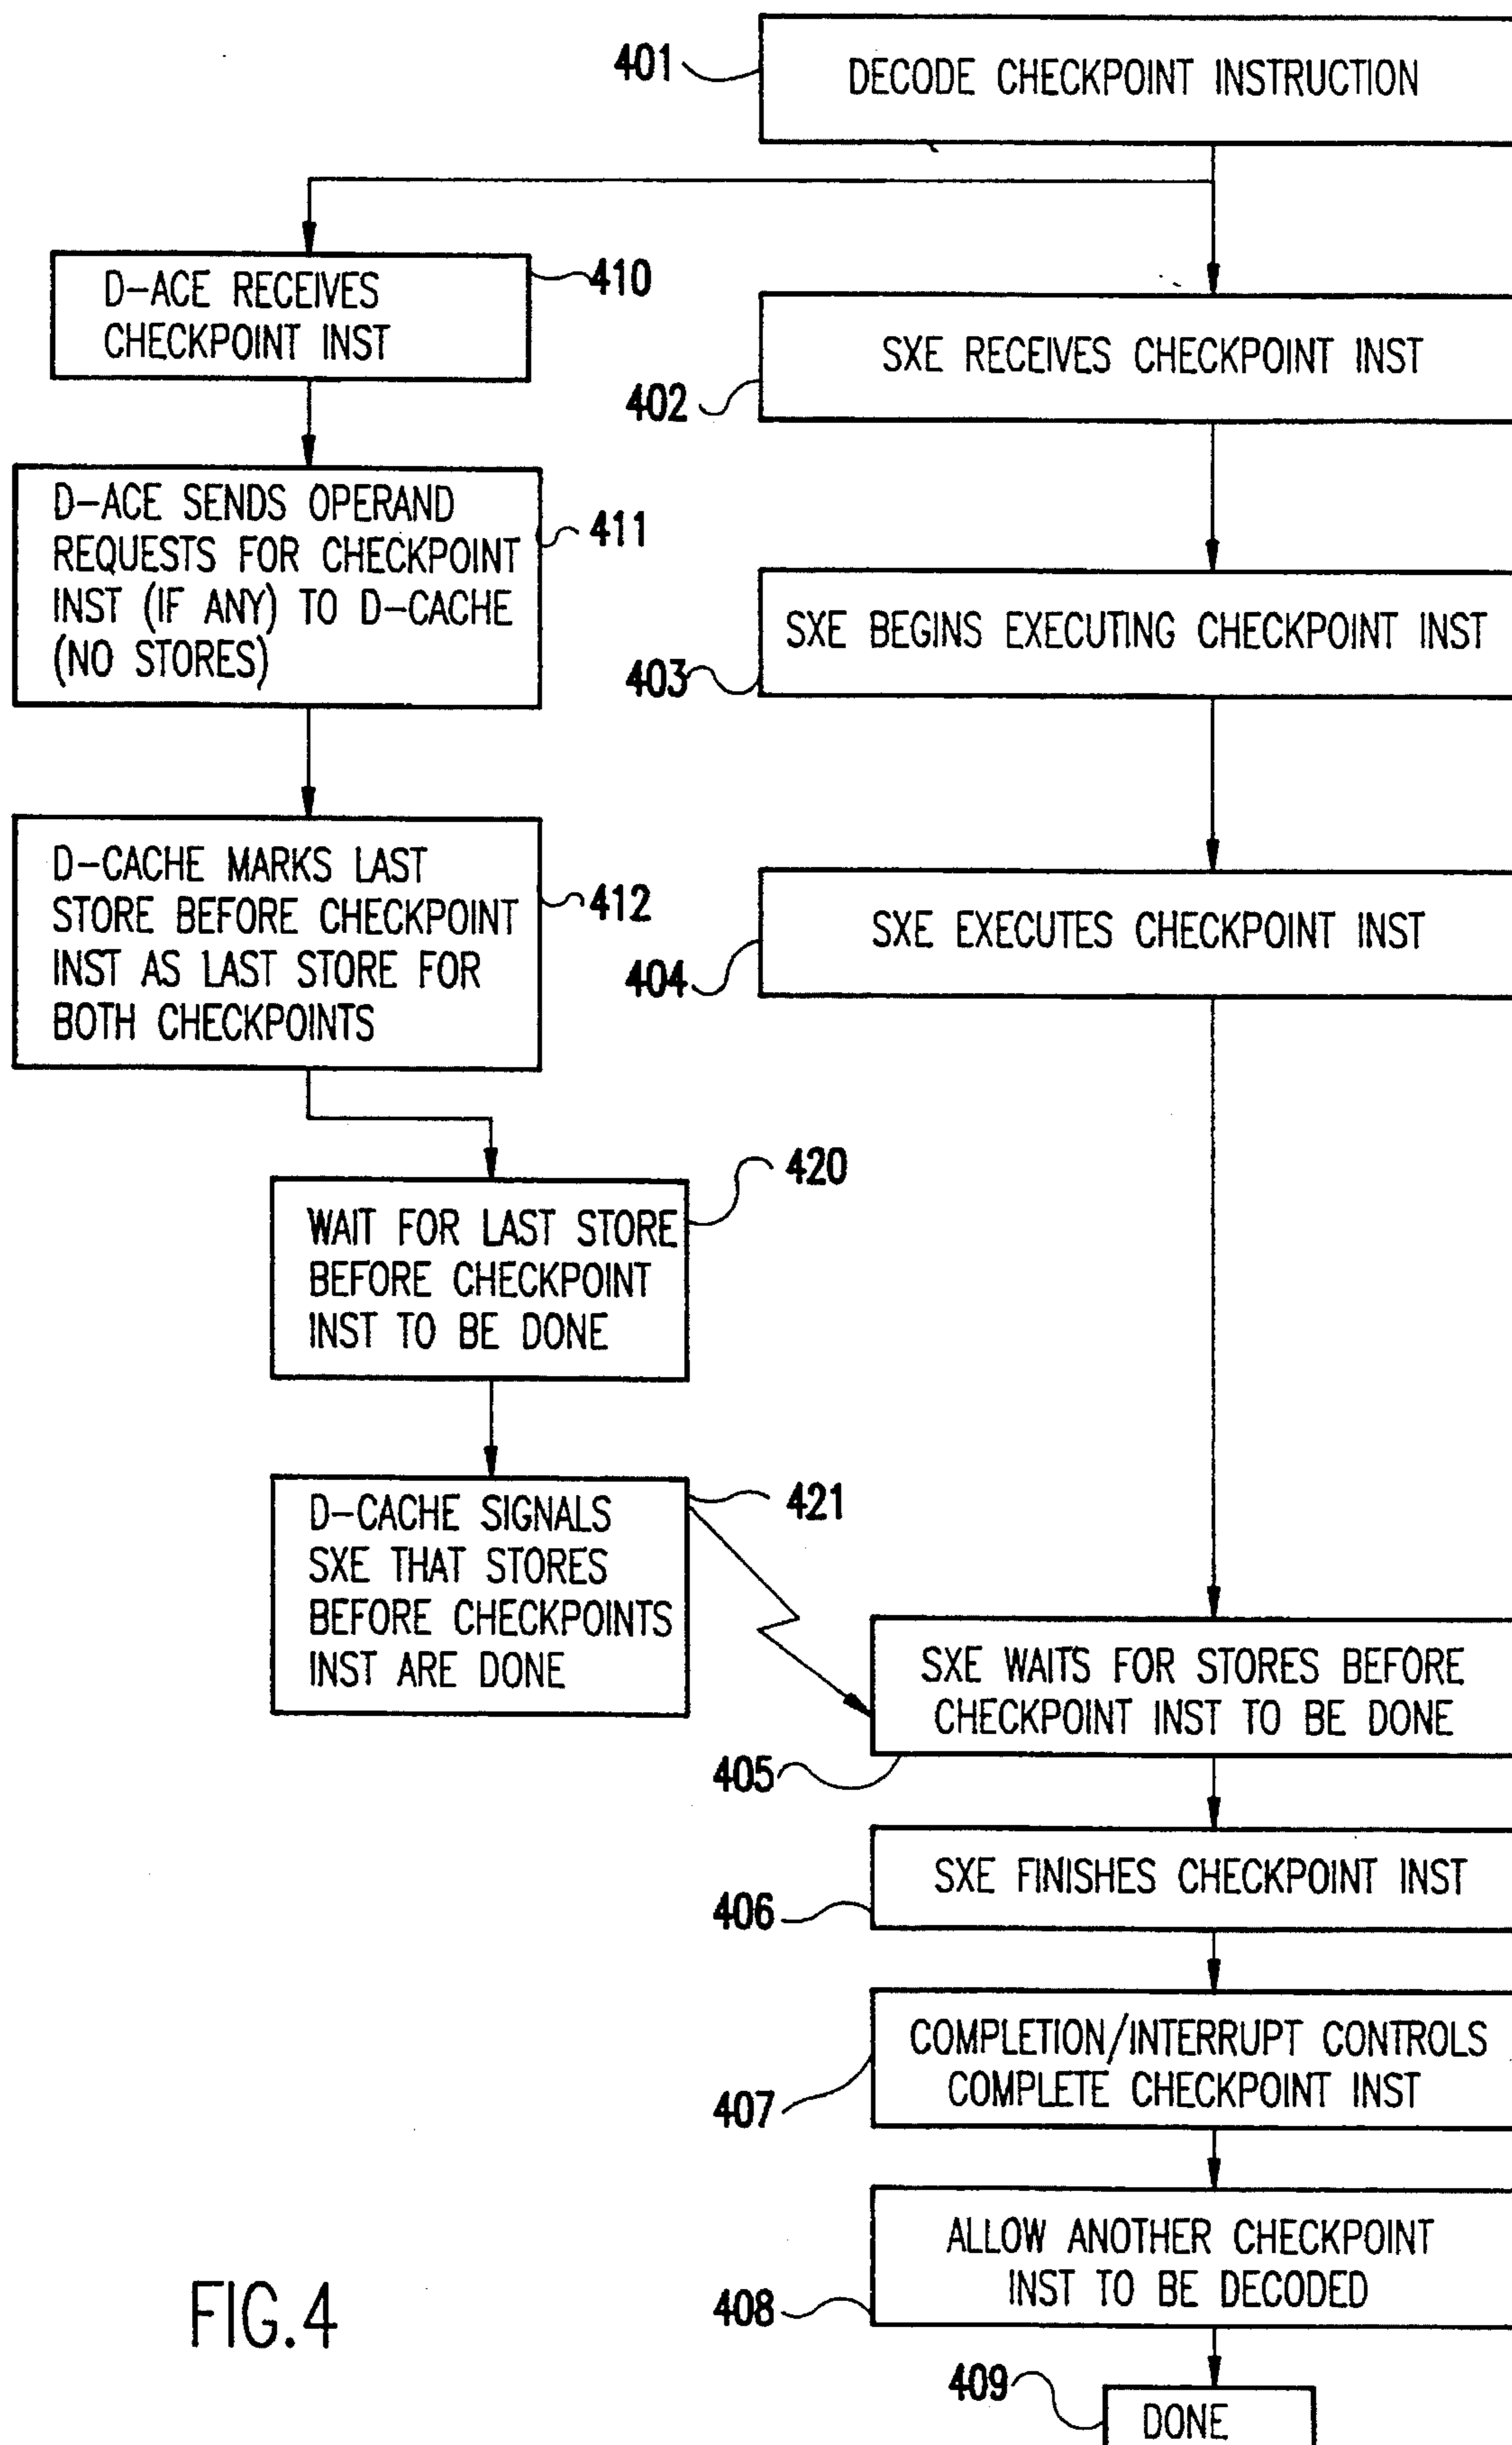 401
DECODE CHECKPOINT INSTRUCTION
D-ACE RECEIVES
CHECKPOINT INST
410
SXE RECEIVES CHECKPOINT INST
402
D-ACE SENDS OPERAND
REQUESTS FOR CHECKPOINT
INST (IF ANY) TO D-CACHE
(NO STORES)
411
SXE BEGINS EXECUTING CHECKPOINT INST
403
D-CACHE MARKS LAST
STORE BEFORE CHECKPOINT
INST AS LAST STORE FOR
BOTH CHECKPOINTS
412
SXE EXECUTES CHECKPOINT INST
404
WAIT FOR LAST STORE
BEFORE CHECKPOINT
INST TO BE DONE
420
D-CACHE SIGNALS
SXE THAT STORES
BEFORE CHECKPOINTS
INST ARE DONE
421
SXE WAITS FOR STORES BEFORE
CHECKPOINT INST TO BE DONE
405
SXE FINISHES CHECKPOINT INST
406
COMPLETION/INTERRUPT CONTROLS
COMPLETE CHECKPOINT INST
407
ALLOW ANOTHER CHECKPOINT
INST TO BE DECODED
408
409
DONE
FIG.4